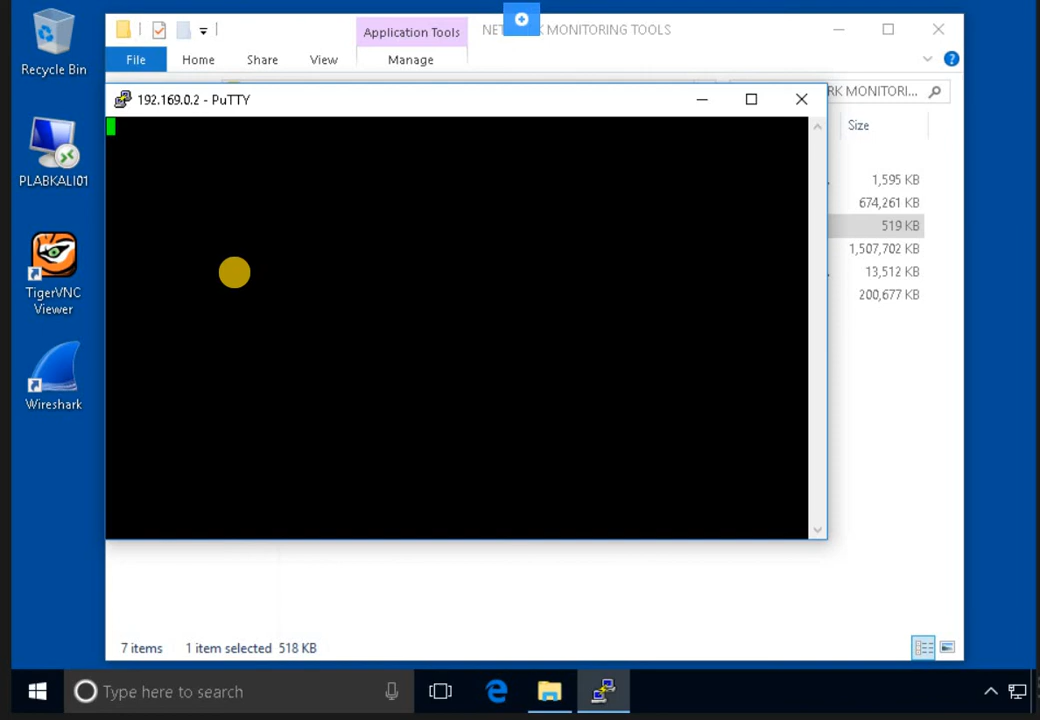 Recycle Bin
PLABKALI01
TigerVNC
Viewer
Wireshark
Application Tools
NET
K MONITORING TOOLS
File
Home
Share
View
Manage
192.169.0.2 - PuTTY
RK MONITORI...
Size
1,595 KB
674,261 KB
519 KB
1,507,702 KB
13,512 KB
200,677 KB
7 items
1 item selected
518 KB
Type here to search